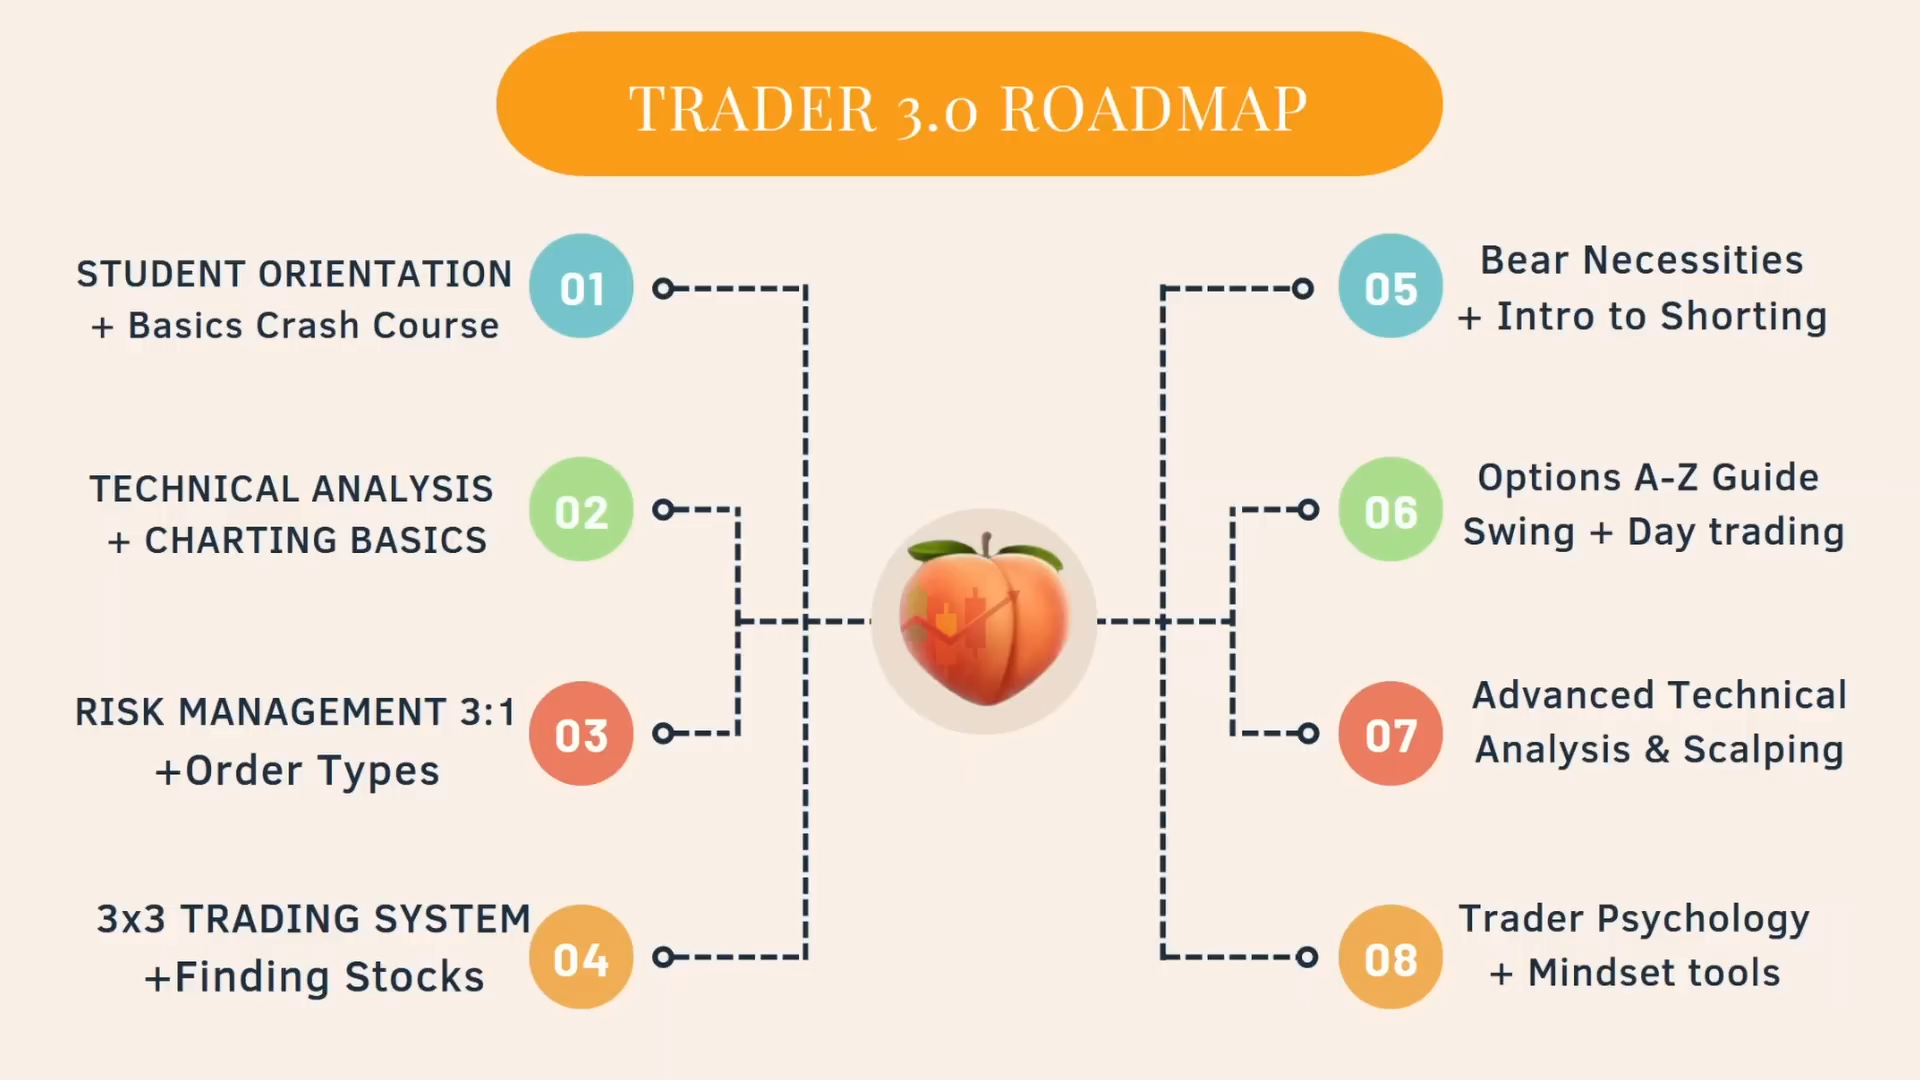 TRADER 3.0 ROADMAP
STUDENT ORIENTATION
+ Basics Crash Course
01
TECHNICAL ANALYSIS
+ CHARTING BASICS
02
RISK MANAGEMENT 3:1
+Order Types
03
3x3 TRADING SYSTEM
+Finding Stocks
04
05
Bear Necessities
+ Intro to Shorting
06
Options A-Z Guide
Swing + Day trading
07
Advanced Technical
Analysis & Scalping
08
Trader Psychology
+ Mindset tools